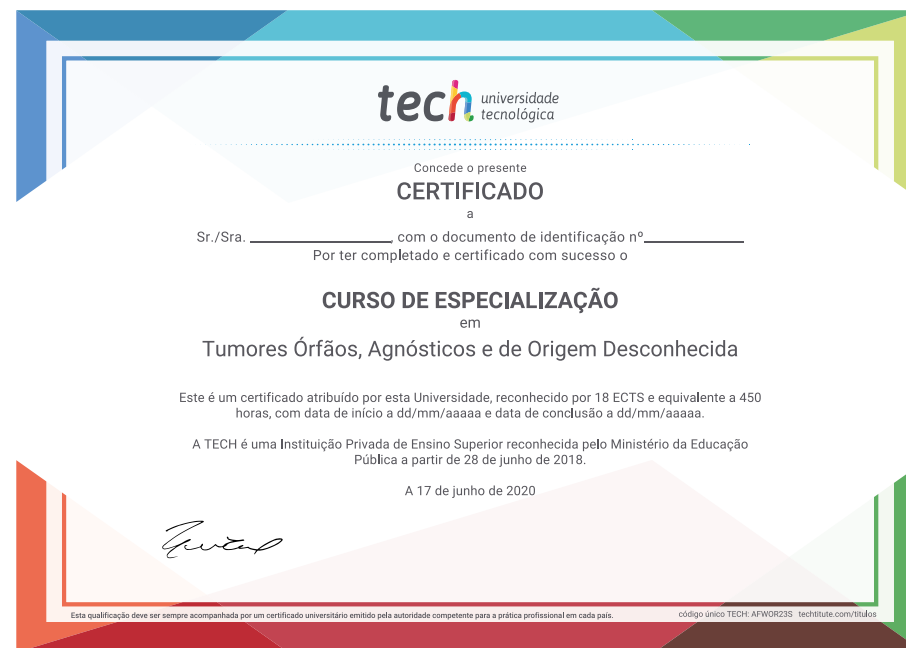 tech universidade
tecnológica
Concede o presente
CERTIFICADO
a
Sr./Sra. , com o documento de identificação nº
Por ter completado e certificado com sucesso o
CURSO DE ESPECIALIZAÇÃO
em
Tumores Órfãos, Agnósticos e de Origem Desconhecida
Este é um certificado atribuído por esta Universidade, reconhecido por 18 ECTS e equivalente a 450
horas, com data de início a dd/mm/aaaaa e data de conclusão a dd/mm/aaaaa.
A TECH é uma Instituição Privada de Ensino Superior reconhecida pelo Ministério da Educação
Pública a partir de 28 de junho de 2018.
A 17 de junho de 2020
Esta qualificação deve ser sempre acompanhada por um certificado universitário emitido pela autoridade competente para a prática profissional em cada país.
código único TECH: AFWOR23S techtitute.com/titulos